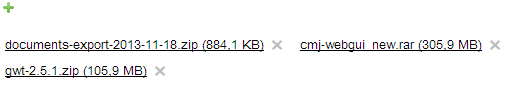 documents-export-2013-11-18.zip (884,1 KB) cmj-webgui_new.rar (305,9 MB)
gwt-2.5.1.zip (105,9 MB)